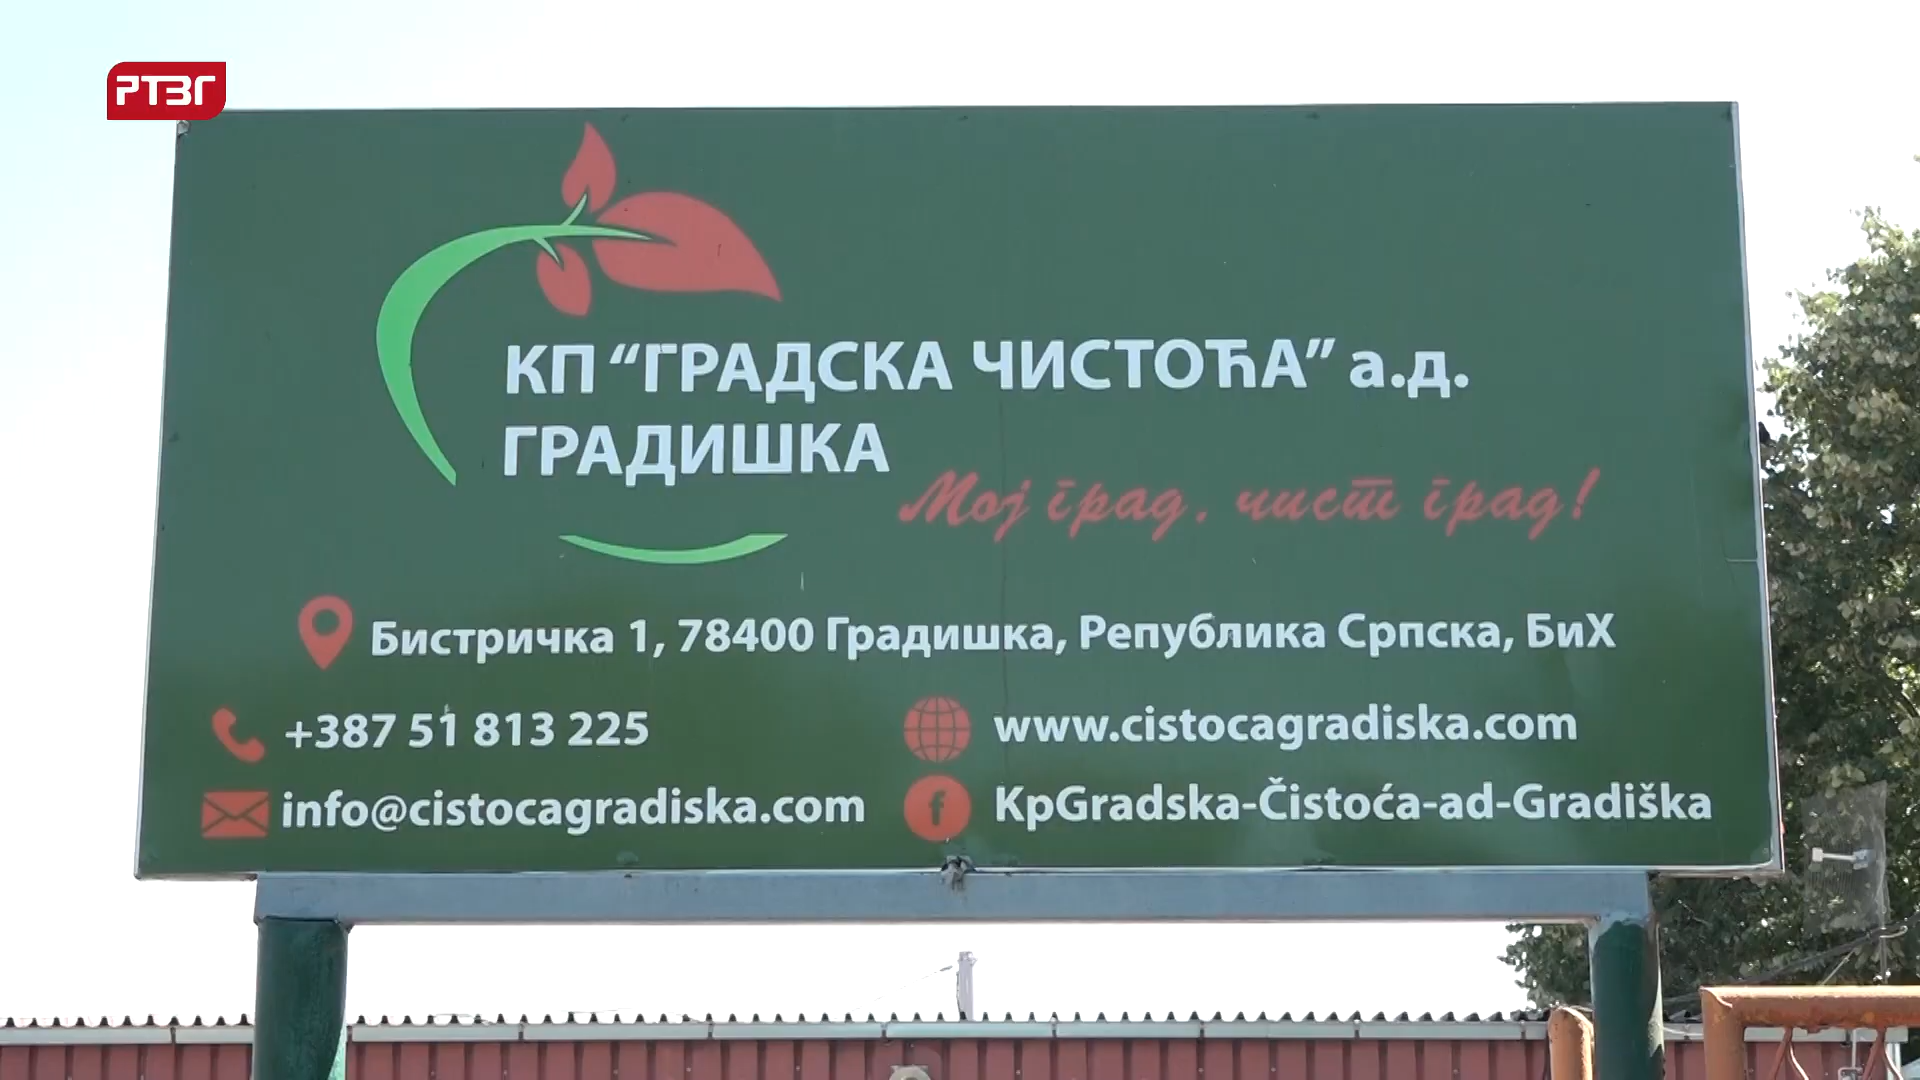 РТВГ
КП “ГРАДСКА ЧИСТОЋА” а.д.
ГРАДИШКА
Мој град, чист град!
Бистричка 1, 78400 Градишка, Република Српска, БиХ
+387 51 813 225
www.cistocagradiska.com
info@cistocagradiska.com
KpGradska-Čistoća-ad-Gradiška